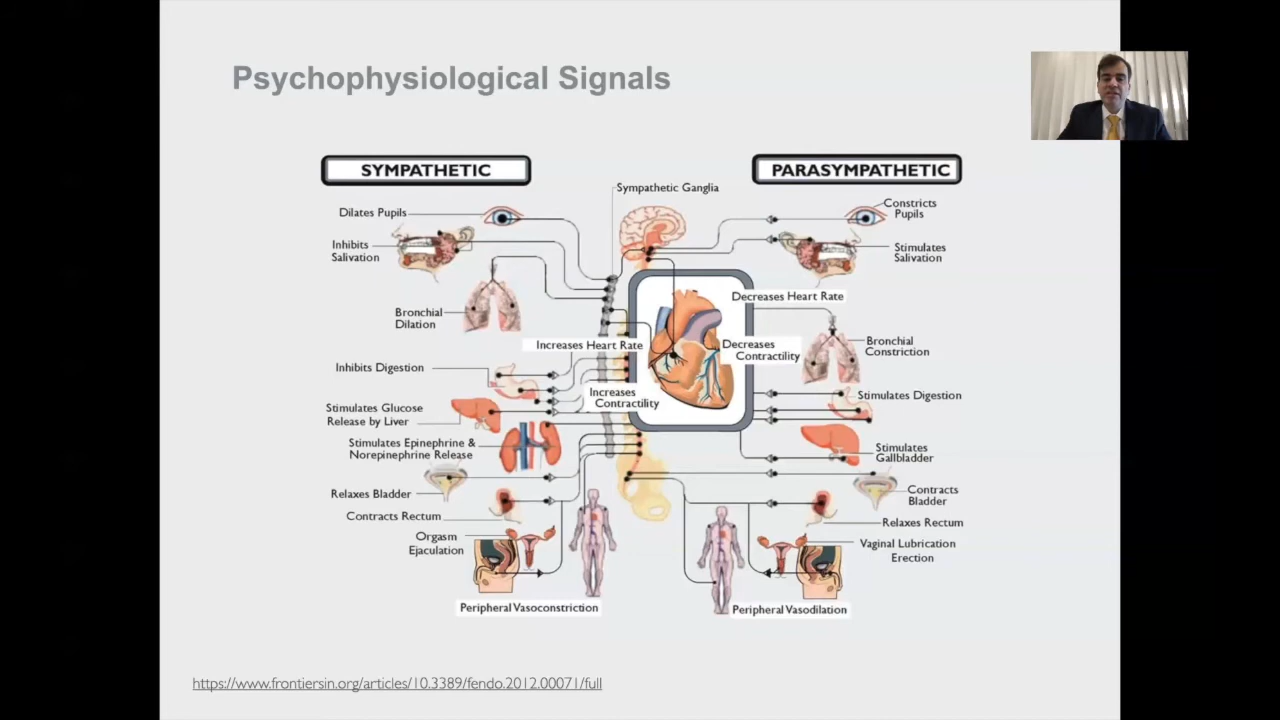 Psychophysiological Signals
SYMPATHETIC
PARASYMPATHETIC
Sympathetic Ganglia
Dilates Pupils
Inhibits
Salivation
Bronchial
Dilation
Increases Heart Rate
Inhibits Digestion
Increases
Contractility
Stimulates Glucose
Release by Liver
Stimulates Epinephrine &
Norepinephrine Release
Relaxes Bladder
Contracts Rectum
Orgasm
Ejaculation
Peripheral Vasoconstriction
Constricts
Pupils
Stimulates
Salivation
Decreases Heart Rate
Decreases
Contractility
Bronchial
Constriction
Stimulates Digestion
Stimulates
Gallbladder
Contracts
Bladder
Relaxes Rectum
Vaginal Lubrication
Erection
Peripheral Vasodilation
https://www.frontiersin.org/articles/10.3389/fendo.2012.00071/full